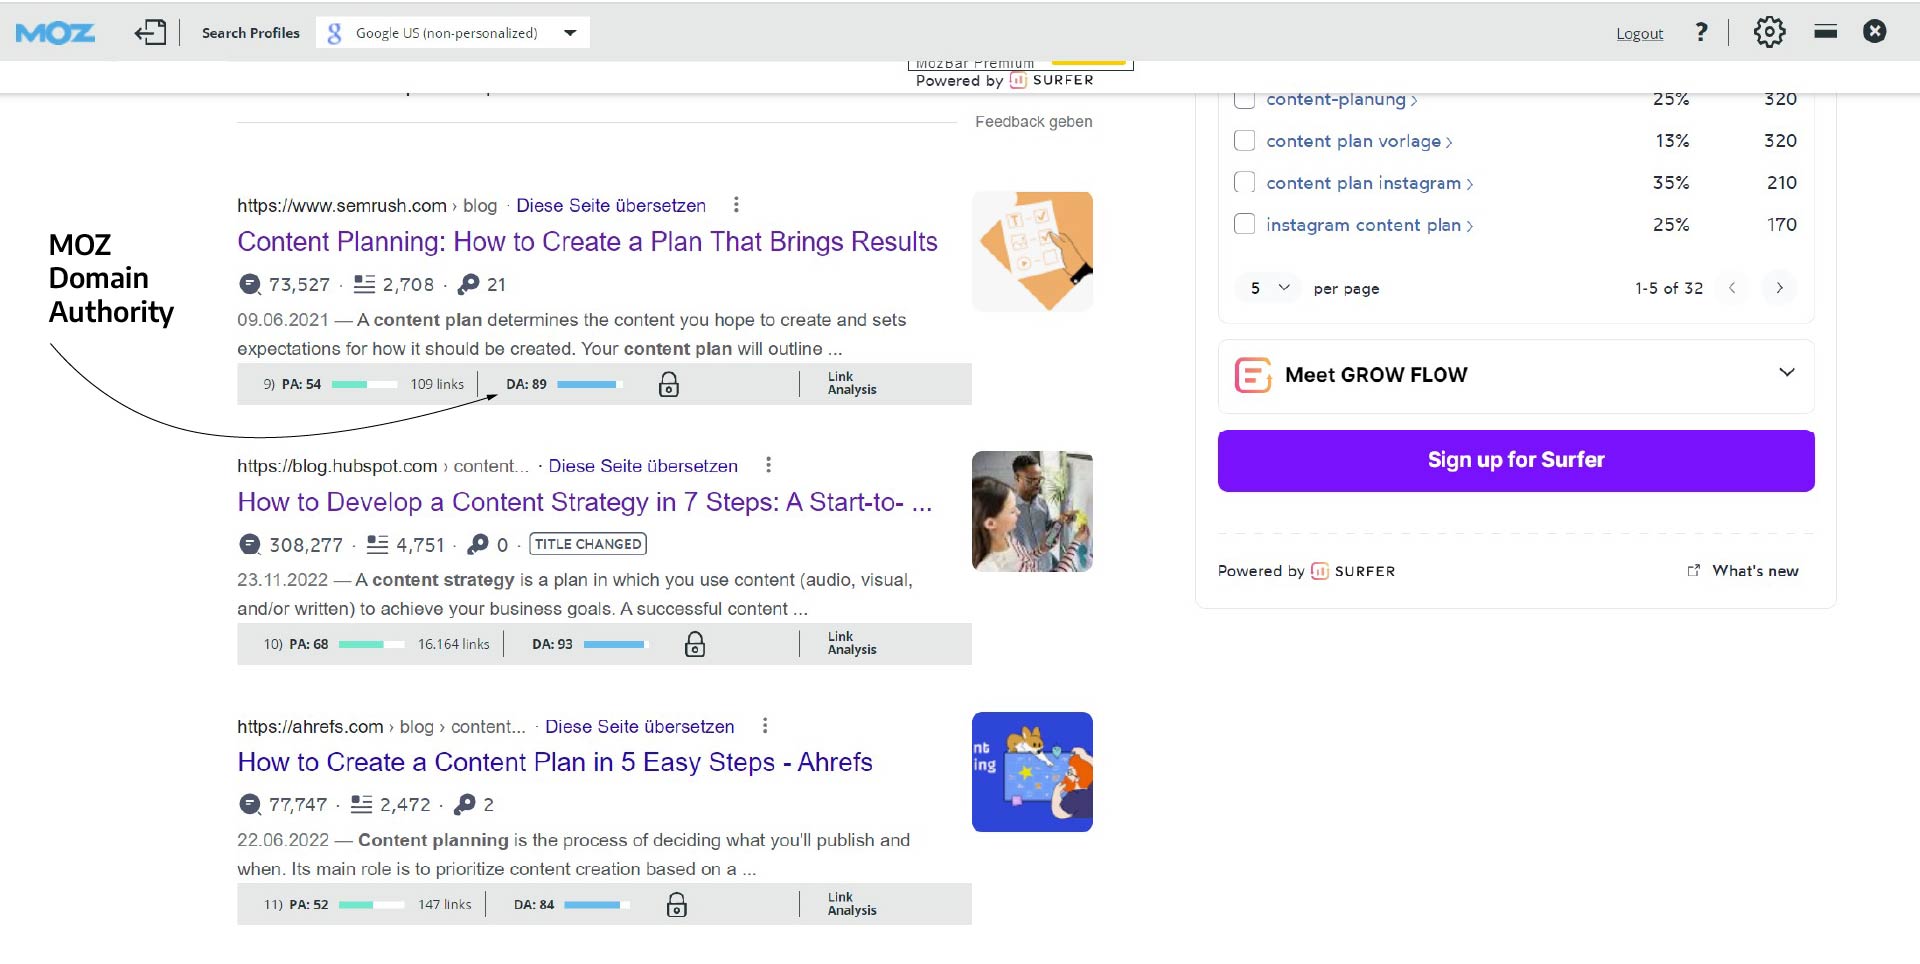 MOZ
Search Profiles
Google US (non-personalized)
Logout
?
MozBar Premium
Powered by SURFER
Feedback geben
MOZ
Domain
Authority
https://www.semrush.com › blog · Diese Seite übersetzen
Content Planning: How to Create a Plan That Brings Results
73,527 · 2,708 · 21
09.06.2021 — A content plan determines the content you hope to create and sets
expectations for how it should be created. Your content plan will outline ...
9) PA: 54 109 links DA: 89 Link
Analysis
https://blog.hubspot.com › content... · Diese Seite übersetzen
How to Develop a Content Strategy in 7 Steps: A Start-to- ...
308,277 · 4,751 · 0 · TITLE CHANGED
23.11.2022 — A content strategy is a plan in which you use content (audio, visual,
and/or written) to achieve your business goals. A successful content ...
10) PA: 68 16.164 links DA: 93 Link
Analysis
https://ahrefs.com › blog › content... · Diese Seite übersetzen
How to Create a Content Plan in 5 Easy Steps - Ahrefs
77,747 · 2,472 · 2
22.06.2022 — Content planning is the process of deciding what you'll publish and
when. Its main role is to prioritize content creation based on a ...
11) PA: 52 147 links DA: 84 Link
Analysis
nt
ing
content-planung › 25% 320
content plan vorlage › 13% 320
content plan instagram › 35% 210
instagram content plan › 25% 170
5 per page 1-5 of 32
Meet GROW FLOW
Sign up for Surfer
Powered by SURFER
What's new